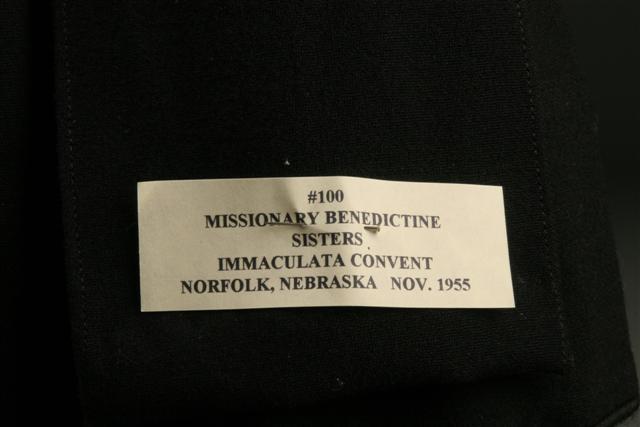 #100
MISSIONARY BENEDICTINE
SISTERS
IMMACULATA CONVENT
NORFOLK, NEBRASKA NOV. 1955